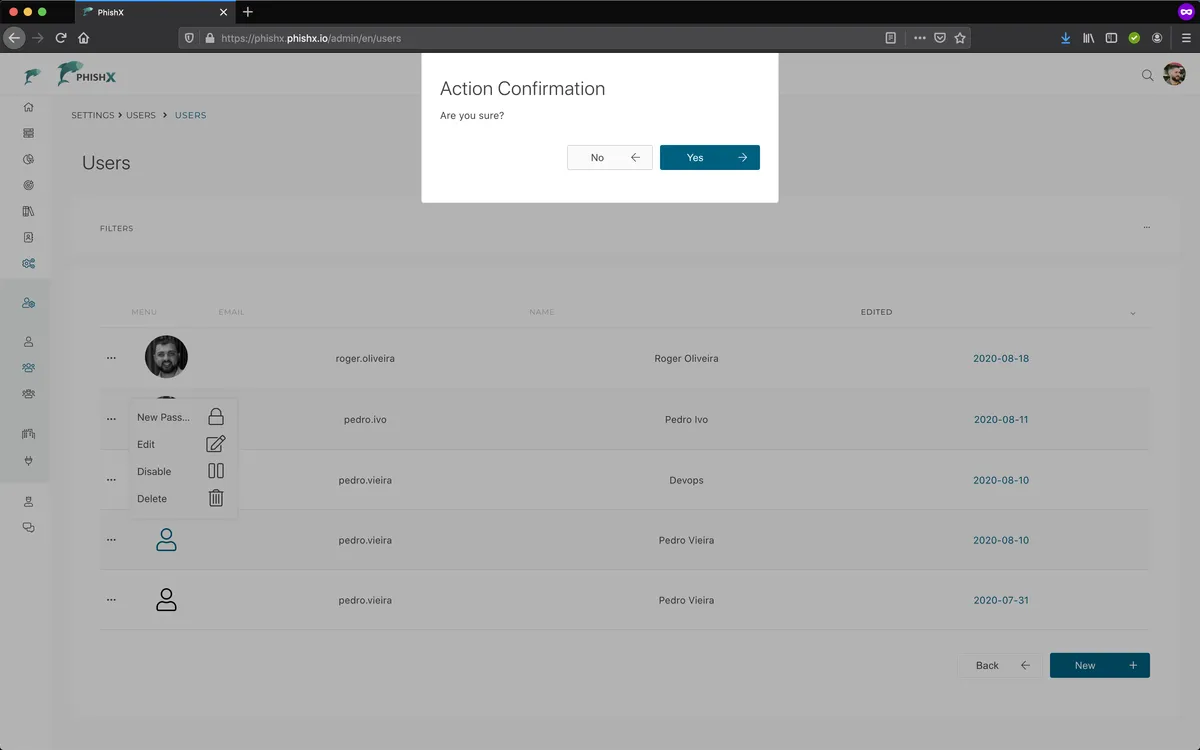 PhishX
https://phishx.phishx.io/admin/en/users
PHISHX
Action Confirmation
Are you sure?
No
Yes
SETTINGS
USERS
USERS
Users
FILTERS
MENU
EMAIL
NAME
EDITED
roger.oliveira
Roger Oliveira
2020-08-18
pedro.ivo
Pedro Ivo
2020-08-11
New Pass...
Edit
Disable
Delete
pedro.vieira
Devops
2020-08-10
pedro.vieira
Pedro Vieira
2020-08-10
pedro.vieira
Pedro Vieira
2020-07-31
Back
New